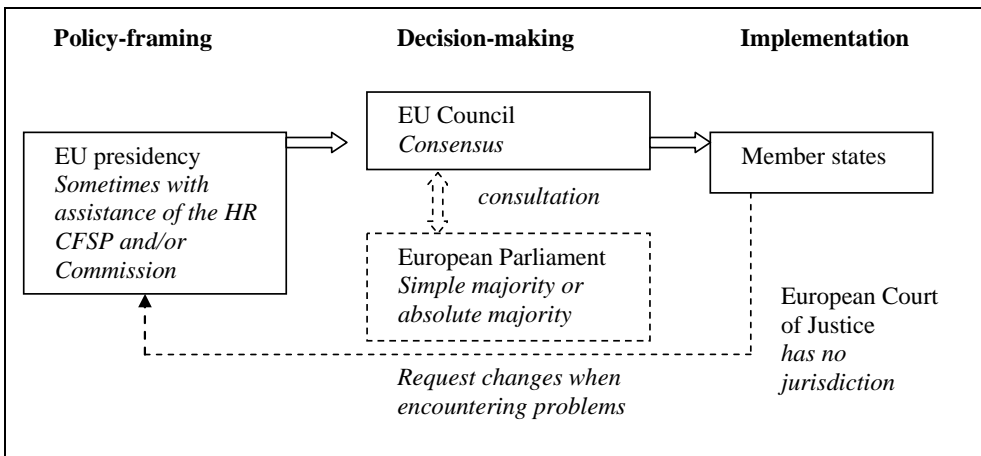 Policy-framing
Decision-making
Implementation
EU presidency
Sometimes with
assistance of the HR
CFSP and/or
Commission
EU Council
Consensus
consultation
European Parliament
Simple majority or
absolute majority
Member states
European Court
of Justice
has no
jurisdiction
Request changes when
encountering problems